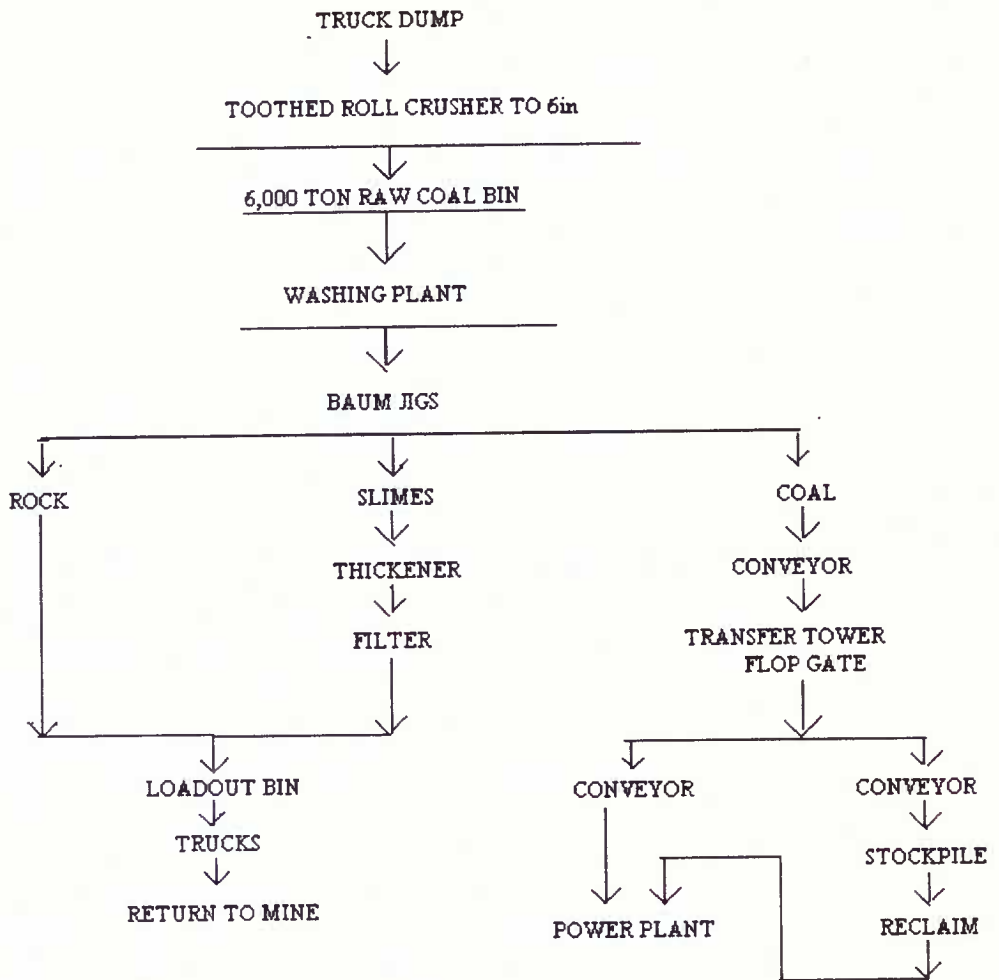 TRUCK DUMP
TOOTHED ROLL CRUSHER TO 6in
6,000 TON RAW COAL BIN
WASHING PLANT
BAUM JIGS
ROCK
SLIMES
COAL
THICKENER
CONVEYOR
FILTER
TRANSFER TOWER
FLOP GATE
LOADOUT BIN
CONVEYOR
CONVEYOR
TRUCKS
STOCKPILE
RETURN TO MINE
POWER PLANT
RECLAIM